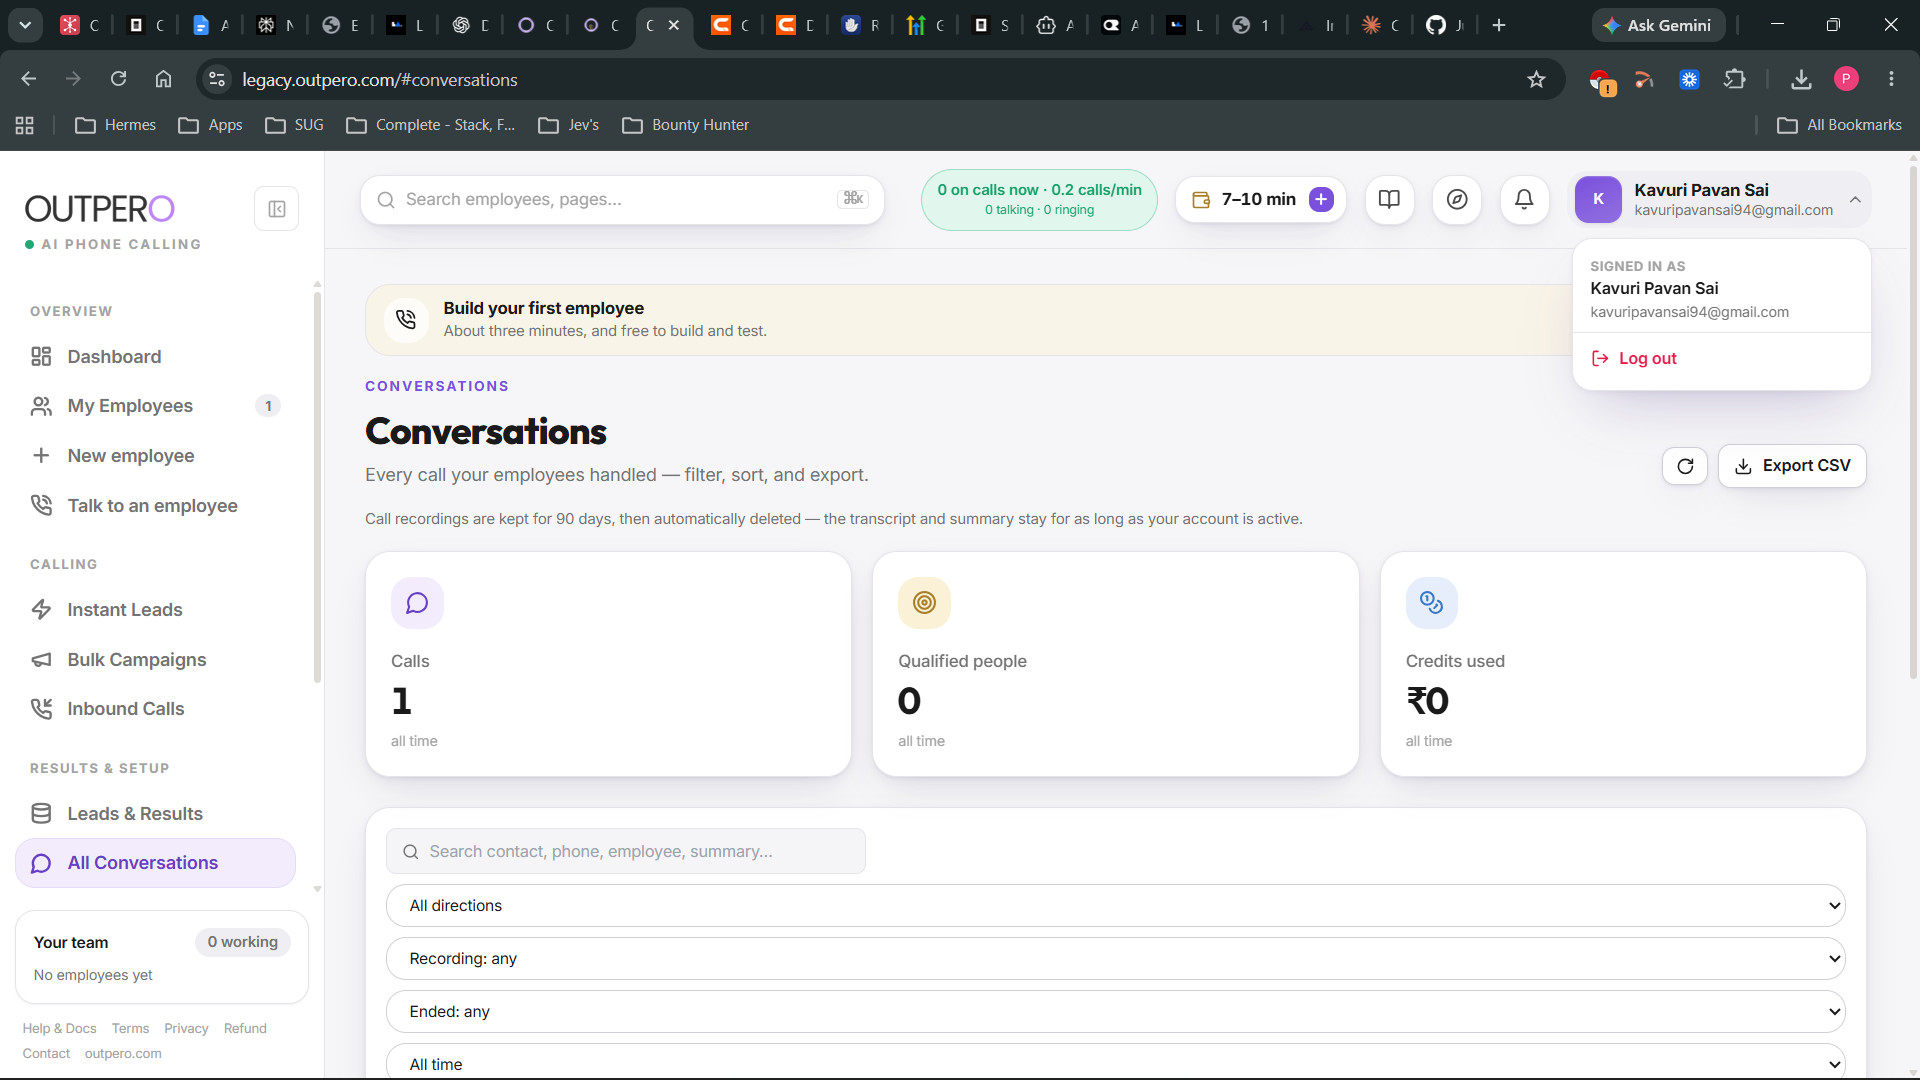 Ask Gemini
legacy.outpero.com/#conversations
P
Hermes
Apps
SUG
Complete - Stack, F...
Jev's
Bounty Hunter
All Bookmarks
OUTPERO
AI PHONE CALLING
Search employees, pages...
⌘K
0 on calls now · 0.2 calls/min
0 talking · 0 ringing
7–10 min
K
Kavuri Pavan Sai
kavuripavansai94@gmail.com
SIGNED IN AS
Kavuri Pavan Sai
kavuripavansai94@gmail.com
Log out
OVERVIEW
Dashboard
My Employees
1
New employee
Talk to an employee
CALLING
Instant Leads
Bulk Campaigns
Inbound Calls
RESULTS & SETUP
Leads & Results
All Conversations
Your team
0 working
No employees yet
Help & Docs
Terms
Privacy
Refund
Contact
outpero.com
Build your first employee
About three minutes, and free to build and test.
CONVERSATIONS
Conversations
Every call your employees handled — filter, sort, and export.
Export CSV
Call recordings are kept for 90 days, then automatically deleted — the transcript and summary stay for as long as your account is active.
Calls
1
all time
Qualified people
0
all time
Credits used
₹0
all time
Search contact, phone, employee, summary...
All directions
Recording: any
Ended: any
All time